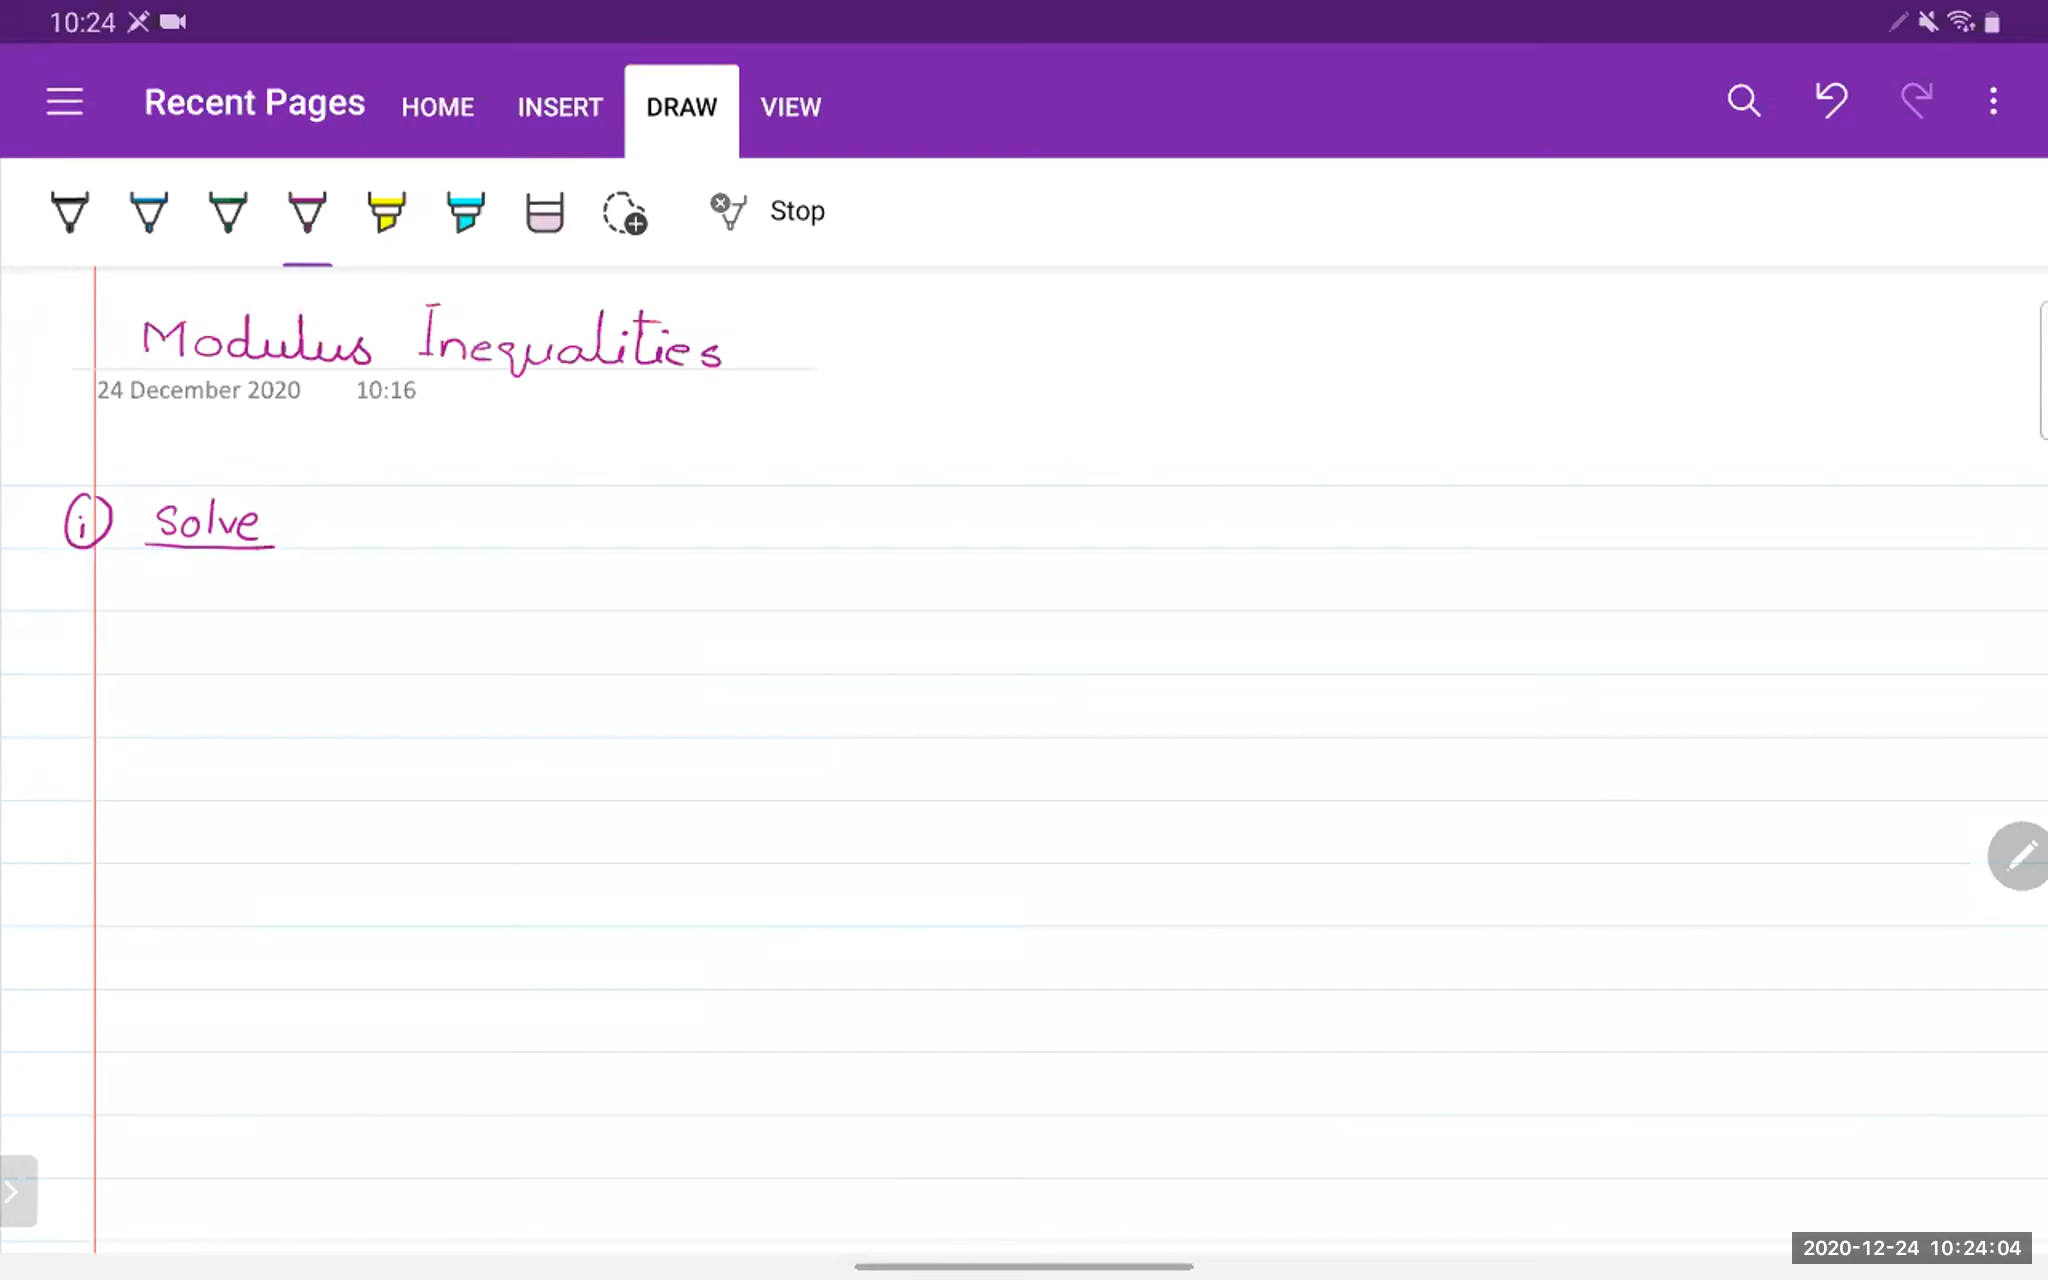 10:24
Recent Pages HOME INSERT DRAW VIEW
Stop
Modulus Inequalities
24 December 2020 10:16
i Solve
2020-12-24 10:24:04